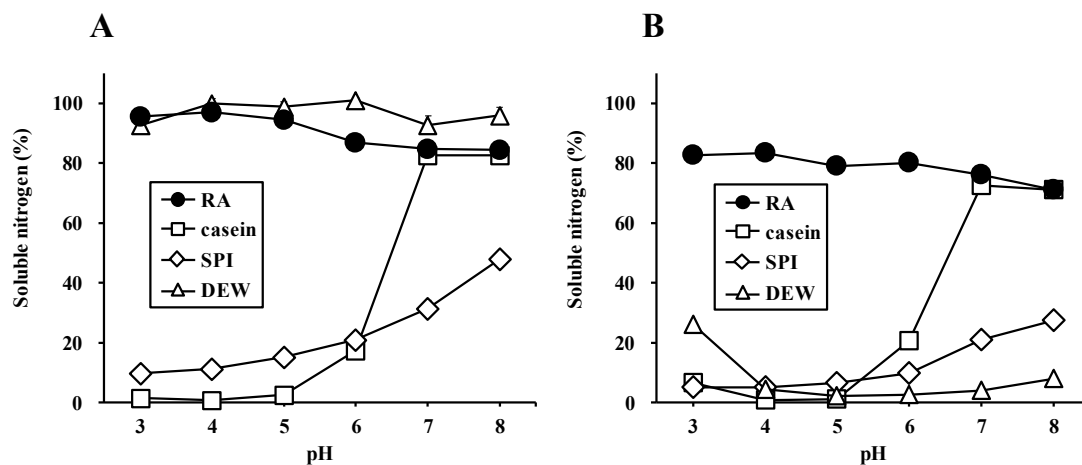 A
Soluble nitrogen (%)
100
80
60
40
20
0
RA
casein
SPI
DEW
3 4 5 6 7 8
pH
B
Soluble nitrogen (%)
100
80
60
40
20
0
RA
casein
SPI
DEW
3 4 5 6 7 8
pH